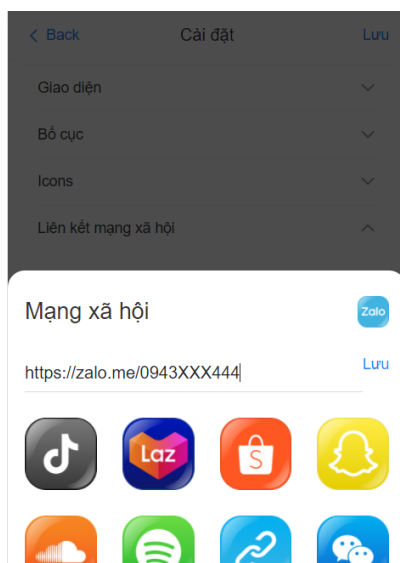 Back Cài đặt Lưu
Giao diện
Bố cục
Icons
Liên kết mạng xã hội
Mạng xã hội Zalo
https://zalo.me/0943XXX444 Lưu
Laz S